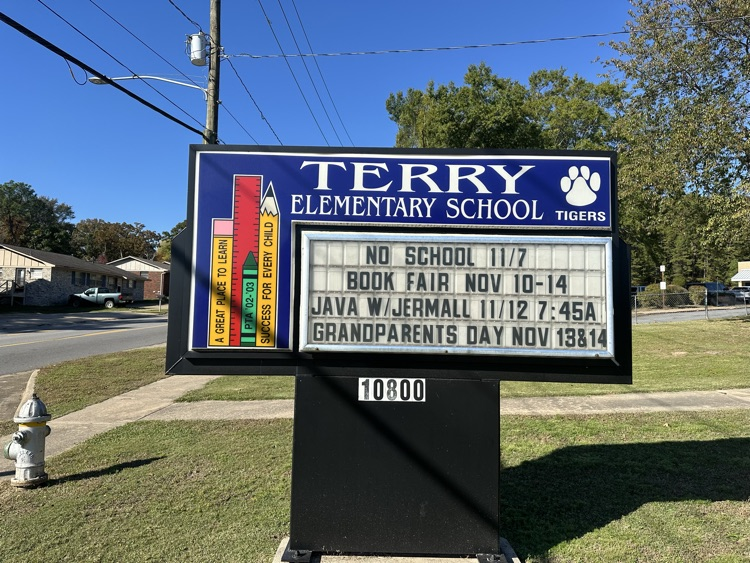 TERRY
ELEMENTARY SCHOOL
TIGERS
A GREAT PLACE TO LEARN
PTA '02-'03
SUCCESS FOR EVERY CHILD
NO SCHOOL 11/7
BOOK FAIR NOV 10-14
JAVA W/JERMALL 11/12 7:45A
GRANDPARENTS DAY NOV 13&14
10800